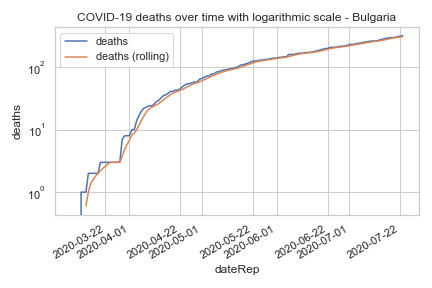 COVID-19 deaths over time with logarithmic scale - Bulgaria
deaths
deaths (rolling)
deaths
10²
10¹
10⁰
2020-03-22
2020-04-01
2020-04-22
2020-05-01
2020-05-22
2020-06-01
2020-06-22
2020-07-01
2020-07-22
dateRep